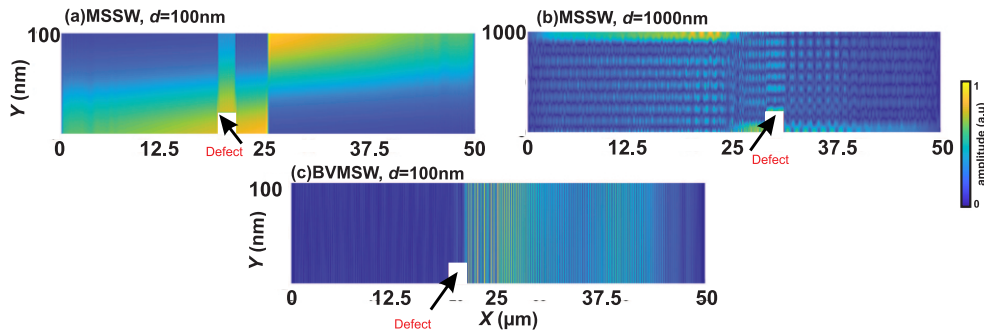 (a)MSSW, d=100nm
100
Y (nm)
0 12.5 25 37.5 50
Defect
(b)MSSW, d=1000nm
1000
0 12.5 25 37.5 50
Defect
1
amplitude (a.u)
0
(c)BVMSW, d=100nm
100
Y (nm)
0 12.5 25 37.5 50
Defect
X (μm)